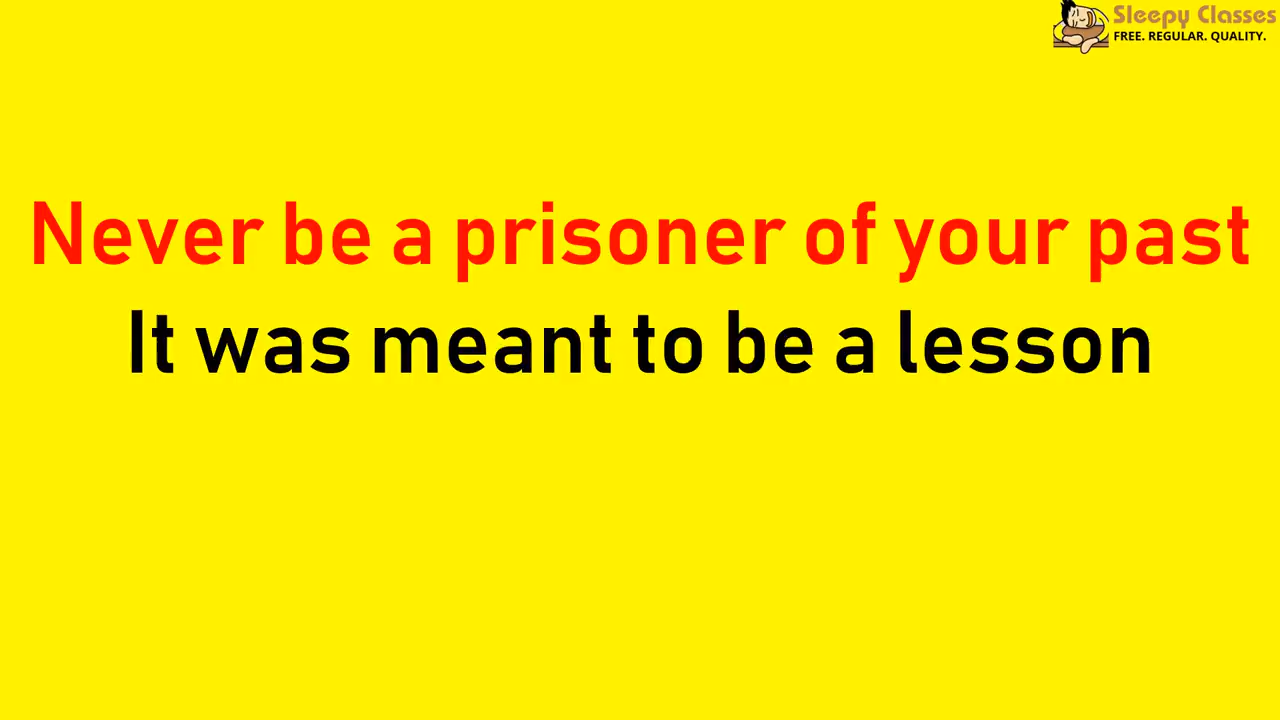 Sleepy Classes
FREE. REGULAR. QUALITY.
Never be a prisoner of your past
It was meant to be a lesson